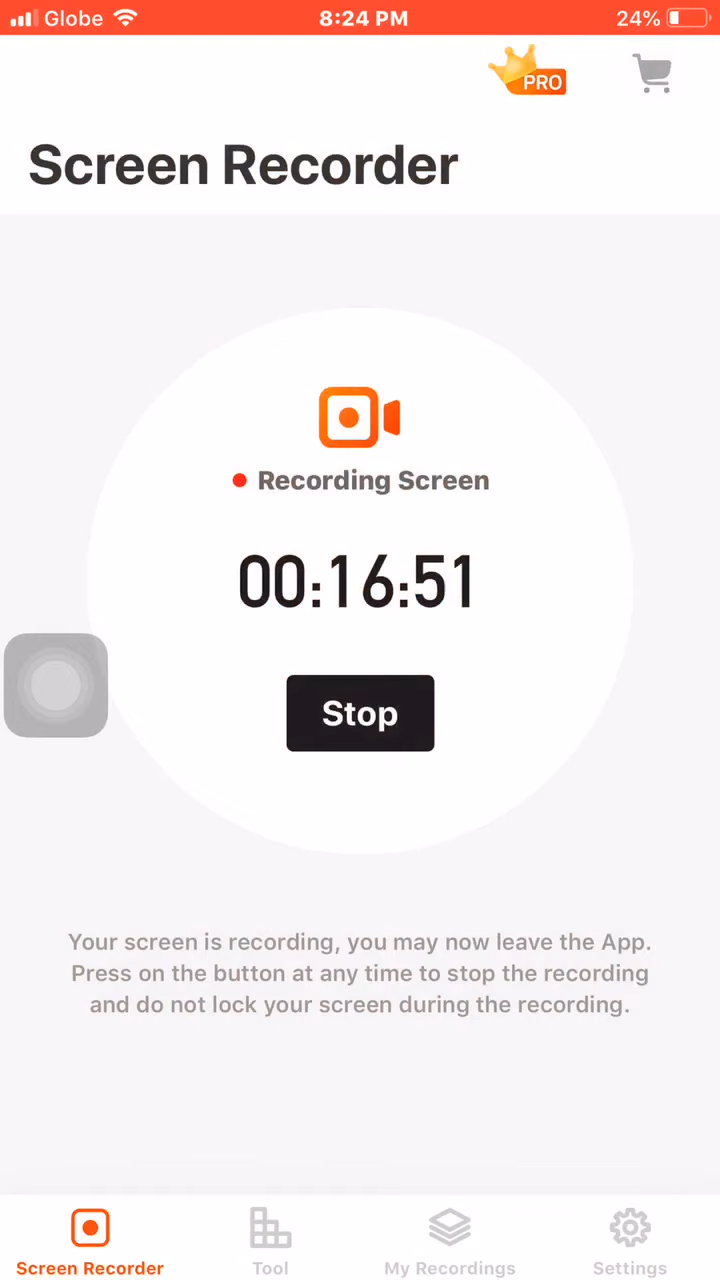 Globe 8:24 PM 24%
PRO
Screen Recorder
Recording Screen
00:16:51
Stop
Your screen is recording, you may now leave the App.
Press on the button at any time to stop the recording
and do not lock your screen during the recording.
Screen Recorder Tool My Recordings Settings